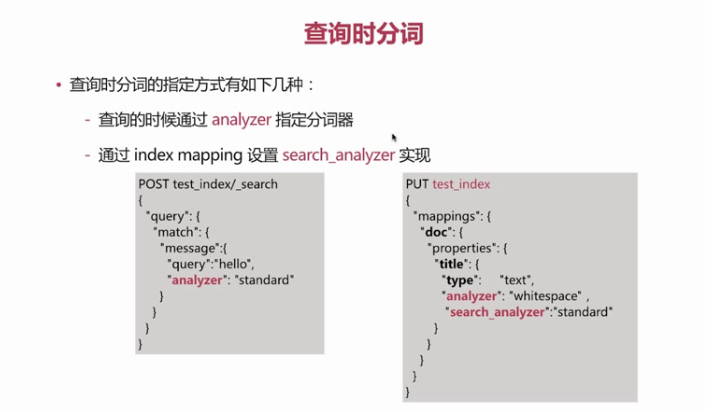 查询时分词
• 查询时分词的指定方式有如下几种：
- 查询的时候通过 analyzer 指定分词器
- 通过 index mapping 设置 search_analyzer 实现
POST test_index/_search
{
"query": {
"match": {
"message":{
"query":"hello",
"analyzer": "standard"
}
}
}
}
PUT test_index
{
"mappings": {
"doc": {
"properties": {
"title": {
"type": "text",
"analyzer": "whitespace" ,
"search_analyzer":"standard"
}
}
}
}
}